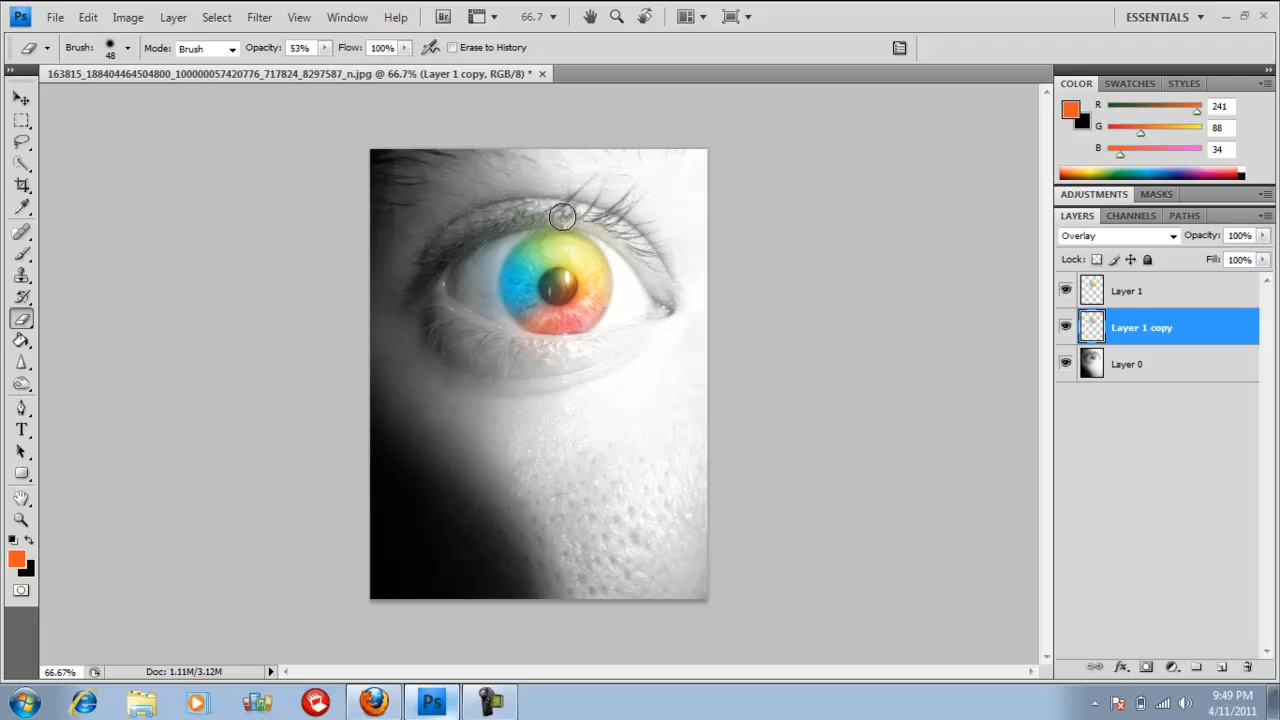 Ps File Edit Image Layer Select Filter View Window Help Br 66.7 ESSENTIALS
Brush: 48 Mode: Brush Opacity: 53% Flow: 100% Erase to History
163815_188404464504800_100000057420776_717824_8297587_n.jpg @ 66.7% (Layer 1 copy, RGB/8) *
COLOR SWATCHES STYLES
R 241
G 88
B 34
ADJUSTMENTS MASKS
LAYERS CHANNELS PATHS
Overlay Opacity: 100%
Lock: Fill: 100%
Layer 1
Layer 1 copy
Layer 0
T
fx
66.67% Doc: 1.11M/3.12M
Ps
9:49 PM
4/11/2011